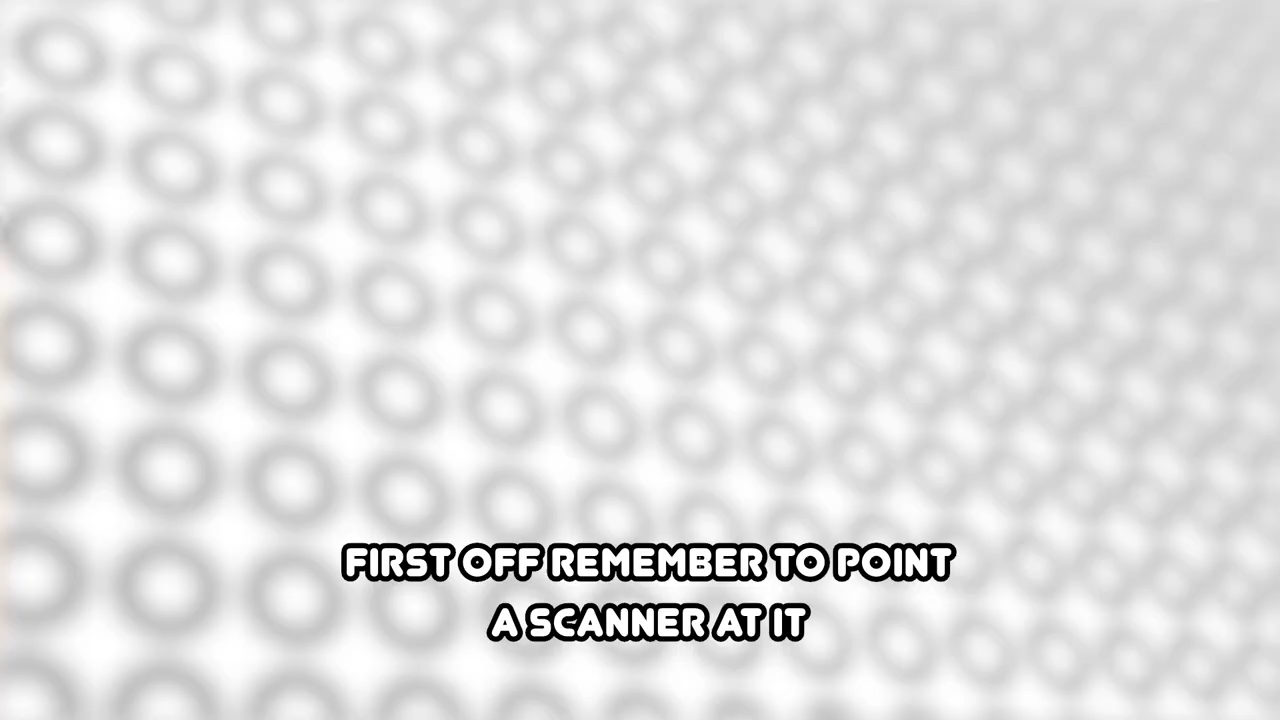 FIRST OFF REMEMBER TO POINT
A SCANNER AT IT